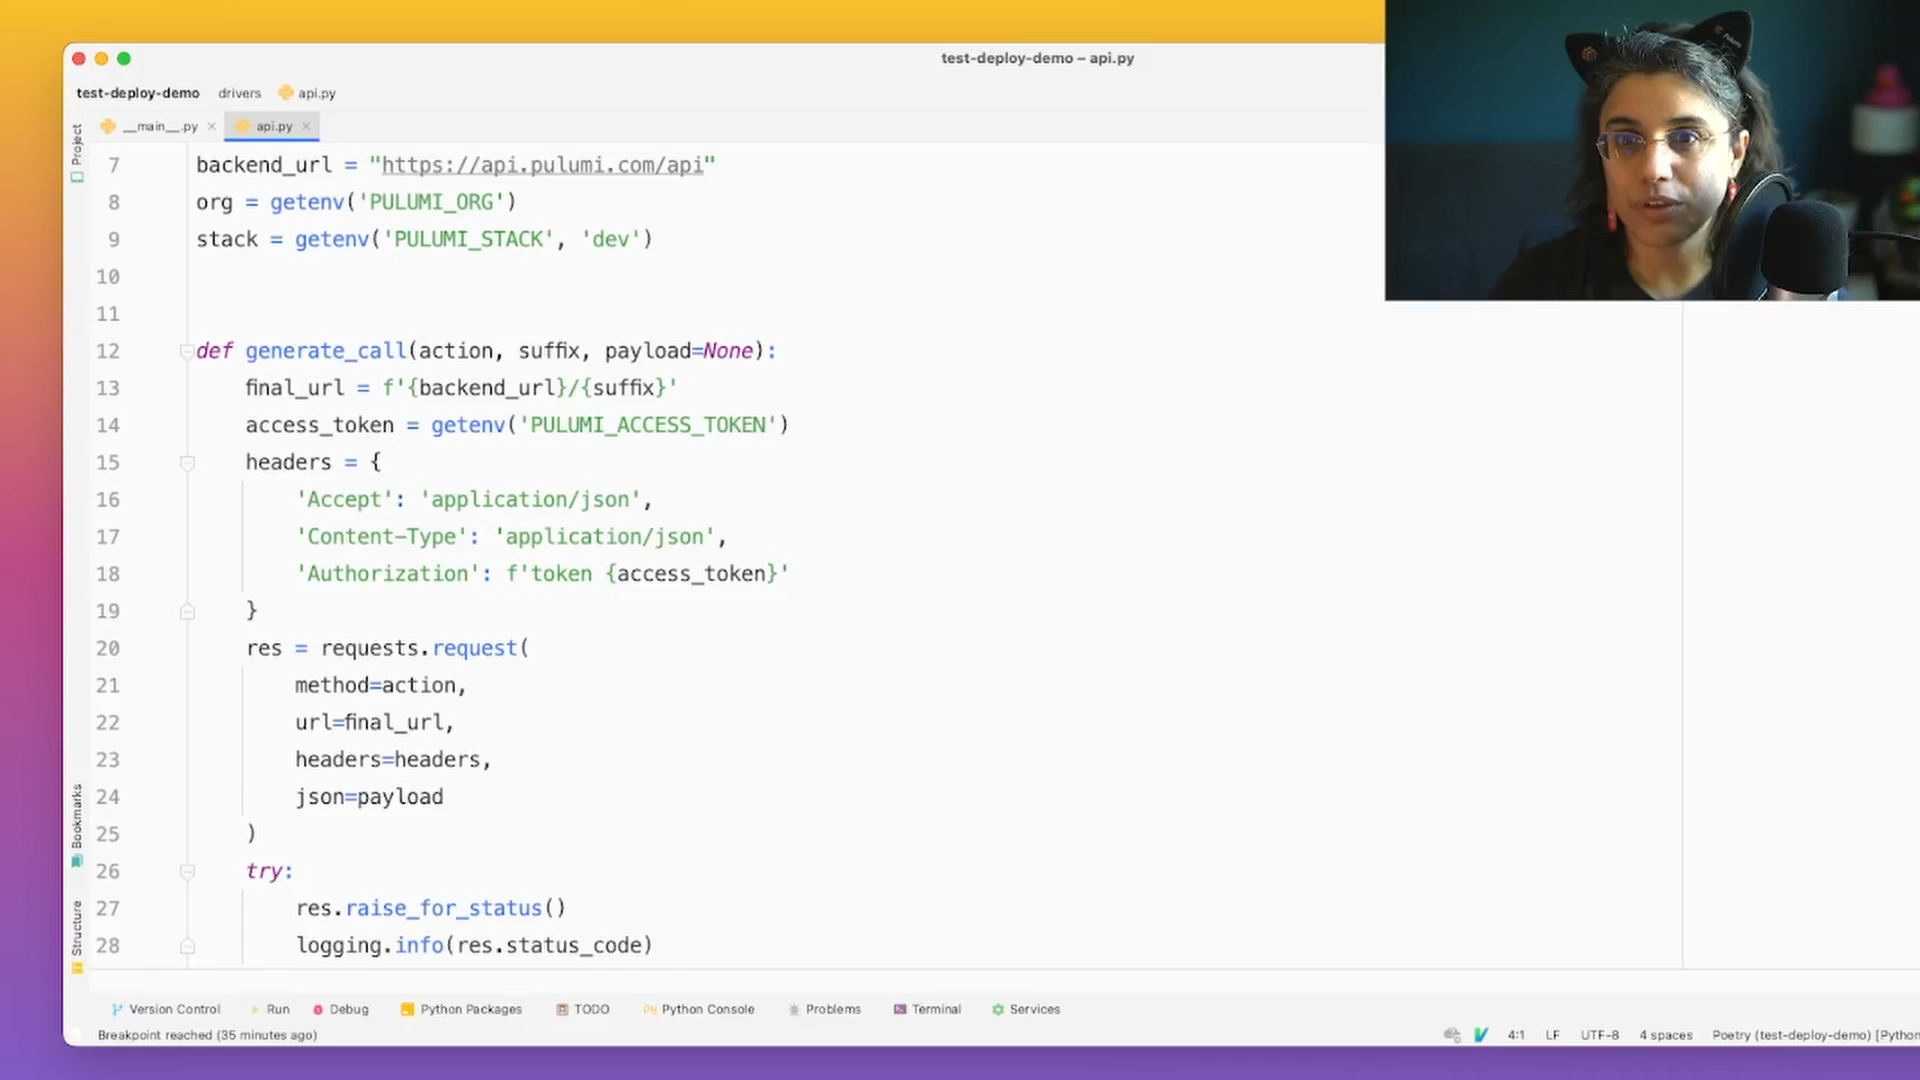 test-deploy-demo – api.py
test-deploy-demo drivers api.py
__main__.py api.py
Project
7 backend_url = "https://api.pulumi.com/api"
8 org = getenv('PULUMI_ORG')
9 stack = getenv('PULUMI_STACK', 'dev')
10
11
12 def generate_call(action, suffix, payload=None):
13 final_url = f'{backend_url}/{suffix}'
14 access_token = getenv('PULUMI_ACCESS_TOKEN')
15 headers = {
16 'Accept': 'application/json',
17 'Content-Type': 'application/json',
18 'Authorization': f'token {access_token}'
19 }
20 res = requests.request(
21 method=action,
22 url=final_url,
23 headers=headers,
24 json=payload
25 )
26 try:
27 res.raise_for_status()
28 logging.info(res.status_code)
Bookmarks
Structure
Version Control Run Debug Python Packages TODO Python Console Problems Terminal Services
Breakpoint reached (35 minutes ago) 4:1 LF UTF-8 4 spaces Poetry (test-deploy-demo) [Python